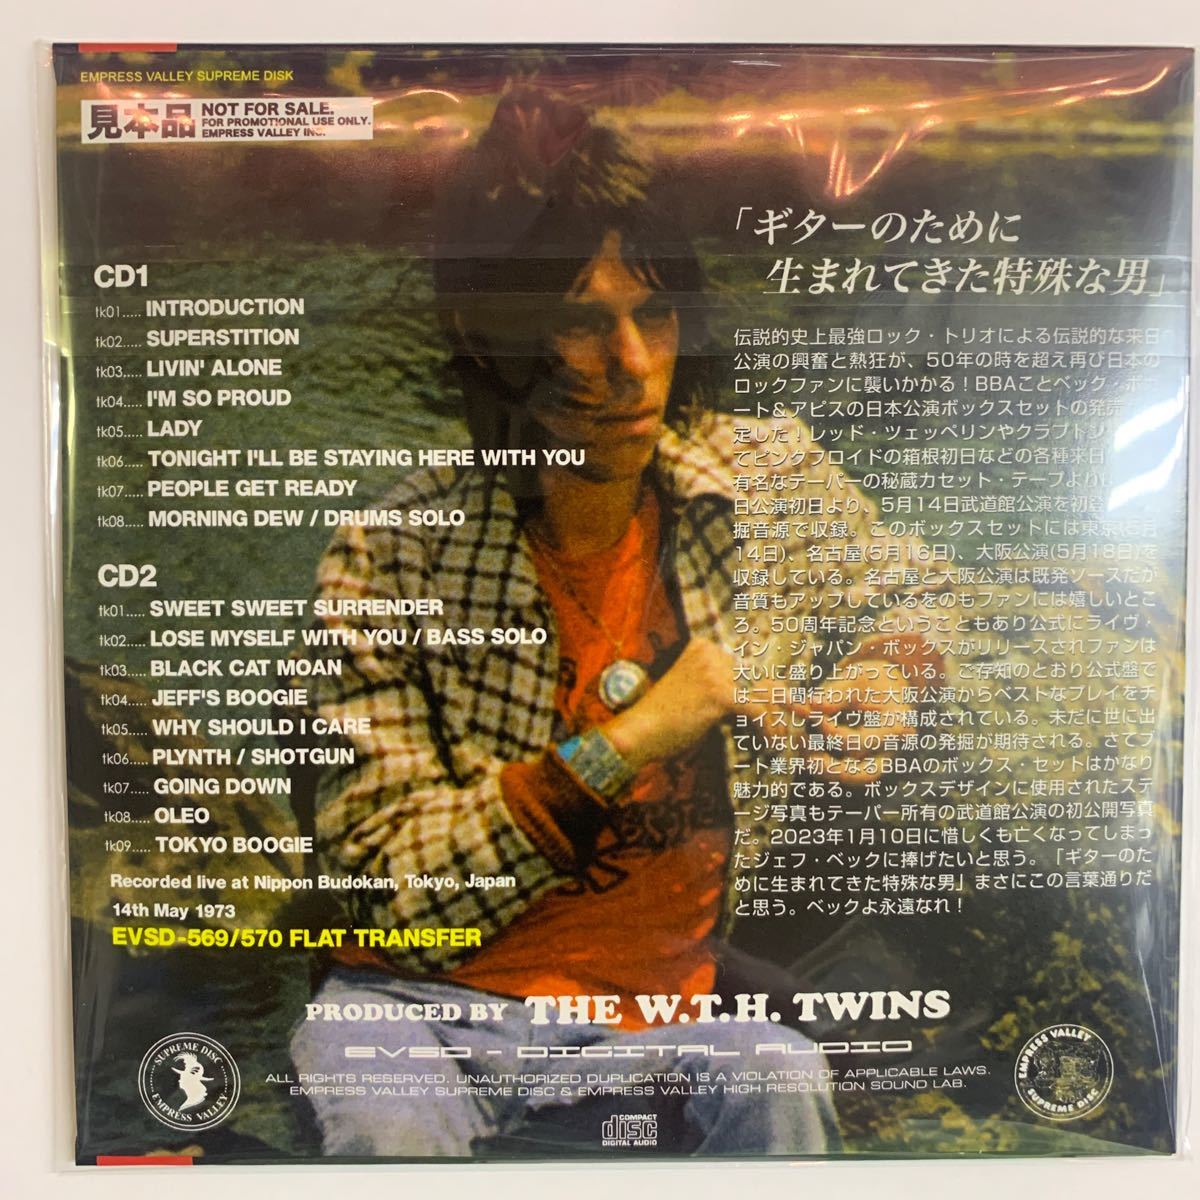 EMPRESS VALLEY SUPREME DISK
見本品
NOT FOR SALE.
FOR PROMOTIONAL USE ONLY.
EMPRESS VALLEY INC.
CD1
tk01..... INTRODUCTION
tk02..... SUPERSTITION
tk03..... LIVIN' ALONE
tk04..... I'M SO PROUD
tk05..... LADY
tk06..... TONIGHT I'LL BE STAYING HERE WITH YOU
tk07..... PEOPLE GET READY
tk08..... MORNING DEW / DRUMS SOLO
CD2
tk01..... SWEET SWEET SURRENDER
tk02..... LOSE MYSELF WITH YOU / BASS SOLO
tk03..... BLACK CAT MOAN
tk04..... JEFF'S BOOGIE
tk05..... WHY SHOULD I CARE
tk06..... PLYNTH / SHOTGUN
tk07..... GOING DOWN
tk08..... OLEO
tk09..... TOKYO BOOGIE
Recorded live at Nippon Budokan, Tokyo, Japan
14th May 1973
EVSD-569/570 FLAT TRANSFER
「ギターのために
生まれてきた特殊な男」
伝説的史上最強ロック・トリオによる伝説的な来日
公演の興奮と熱狂が、50年の時を超え再び日本の
ロックファンに襲いかかる！BBAことベック・ボガ
ート＆アピスの日本公演ボックスセットの発売
定した！レッド・ツェッペリンやクラプトン
てピンクフロイドの箱根初日などの各種来日
有名なテーパーの秘蔵カセット・テープより
日公演初日より、5月14日武道館公演を初登
掘音源で収録。このボックスセットには東京(5月
14日)、名古屋(5月16日)、大阪公演(5月18日)を
収録している。名古屋と大阪公演は既発ソースだが
音質もアップしているをのもファンには嬉しいとこ
ろ。50周年記念ということもあり公式にライヴ・
イン・ジャパン・ボックスがリリースされファンは
大いに盛り上がっている。ご存知のとおり公式盤で
は二日間行われた大阪公演からベストなプレイをチ
ョイスしライヴ盤が構成されている。未だに世に出
ていない最終日の音源の発掘が期待される。さてブ
ート業界初となるBBAのボックス・セットはかなり
魅力的である。ボックスデザインに使用されたステ
ージ写真もテーパー所有の武道館公演の初公開写真
だ。2023年1月10日に惜しくも亡くなってしまっ
たジェフ・ベックに捧げたいと思う。「ギターのた
めに生まれてきた特殊な男」まさにこの言葉通りだ
と思う。ベックよ永遠なれ！
PRODUCED BY THE W.T.H. TWINS
EVSD - DIGITAL AUDIO
ALL RIGHTS RESERVED. UNAUTHORIZED DUPLICATION IS A VIOLATION OF APPLICABLE LAWS.
EMPRESS VALLEY SUPREME DISC & EMPRESS VALLEY HIGH RESOLUTION SOUND LAB.
SUPREME DISC
EMPRESS VALLEY
COMPACT
disc
DIGITAL AUDIO
EMPRESS VALLEY
SUPREME DISC